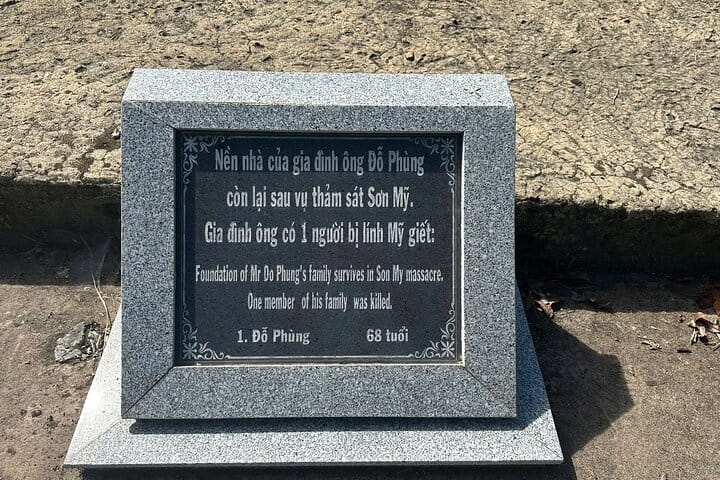 Nền nhà của gia đình ông Đỗ Phùng
còn lại sau vụ thảm sát Sơn Mỹ.
Gia đình ông có 1 người bị lính Mỹ giết:
Foundation of Mr Do Phung's family survives in Son My massacre.
One member of his family was killed.
1. Đỗ Phùng 68 tuổi